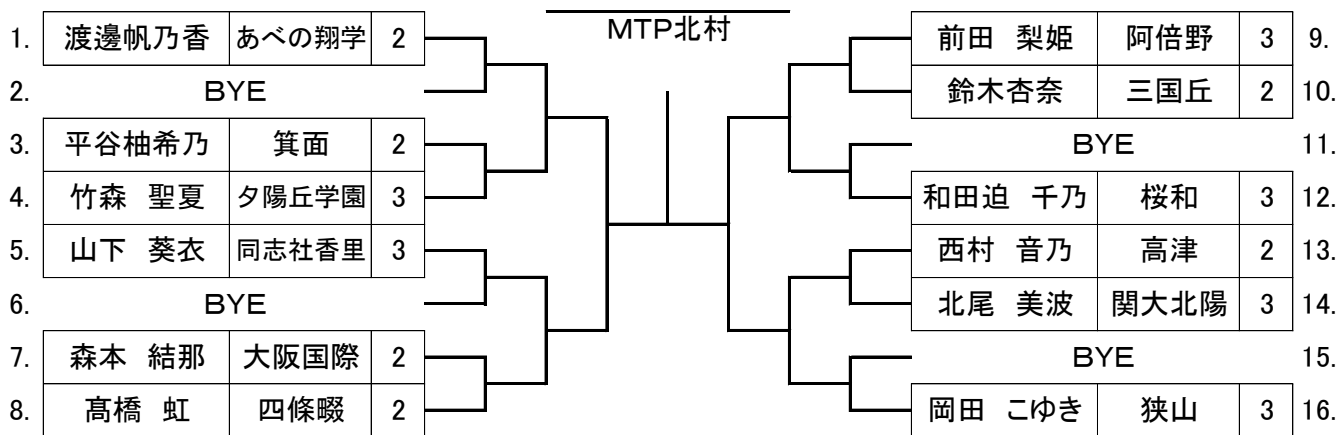 MTP北村
1. 渡邊帆乃香 あべの翔学 2
2. BYE
3. 平谷柚希乃 箕面 2
4. 竹森 聖夏 夕陽丘学園 3
5. 山下 葵衣 同志社香里 3
6. BYE
7. 森本 結那 大阪国際 2
8. 髙橋 虹 四條畷 2
前田 梨姫 阿倍野 3 9.
鈴木杏奈 三国丘 2 10.
BYE 11.
和田迫 千乃 桜和 3 12.
西村 音乃 高津 2 13.
北尾 美波 関大北陽 3 14.
BYE 15.
岡田 こゆき 狭山 3 16.